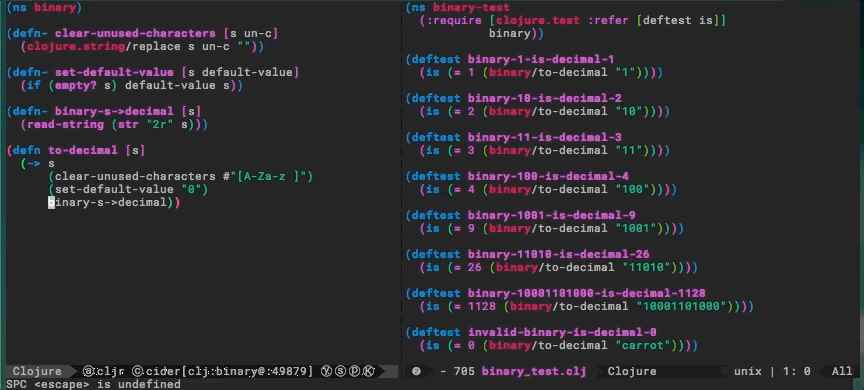 (ns binary)
(defn- clear-unused-characters [s un-c]
(clojure.string/replace s un-c ""))
(defn- set-default-value [s default-value]
(if (empty? s) default-value s))
(defn- binary-s->decimal [s]
(read-string (str "2r" s)))
(defn to-decimal [s]
(-> s
(clear-unused-characters #"[A-Za-z ]")
(set-default-value "0")
binary-s->decimal))
(ns binary-test
(:require [clojure.test :refer [deftest is]]
binary))
(deftest binary-1-is-decimal-1
(is (= 1 (binary/to-decimal "1"))))
(deftest binary-10-is-decimal-2
(is (= 2 (binary/to-decimal "10"))))
(deftest binary-11-is-decimal-3
(is (= 3 (binary/to-decimal "11"))))
(deftest binary-100-is-decimal-4
(is (= 4 (binary/to-decimal "100"))))
(deftest binary-1001-is-decimal-9
(is (= 9 (binary/to-decimal "1001"))))
(deftest binary-11010-is-decimal-26
(is (= 26 (binary/to-decimal "11010"))))
(deftest binary-10001101000-is-decimal-1128
(is (= 1128 (binary/to-decimal "10001101000"))))
(deftest invalid-binary-is-decimal-0
(is (= 0 (binary/to-decimal "carrot"))))
Clojure ⓐcljr ⓒcider[clj:binary@:49879] ⓨⓢⓟⓀ
❷ - 705 binary_test.clj Clojure unix | 1: 0 All
SPC <escape> is undefined